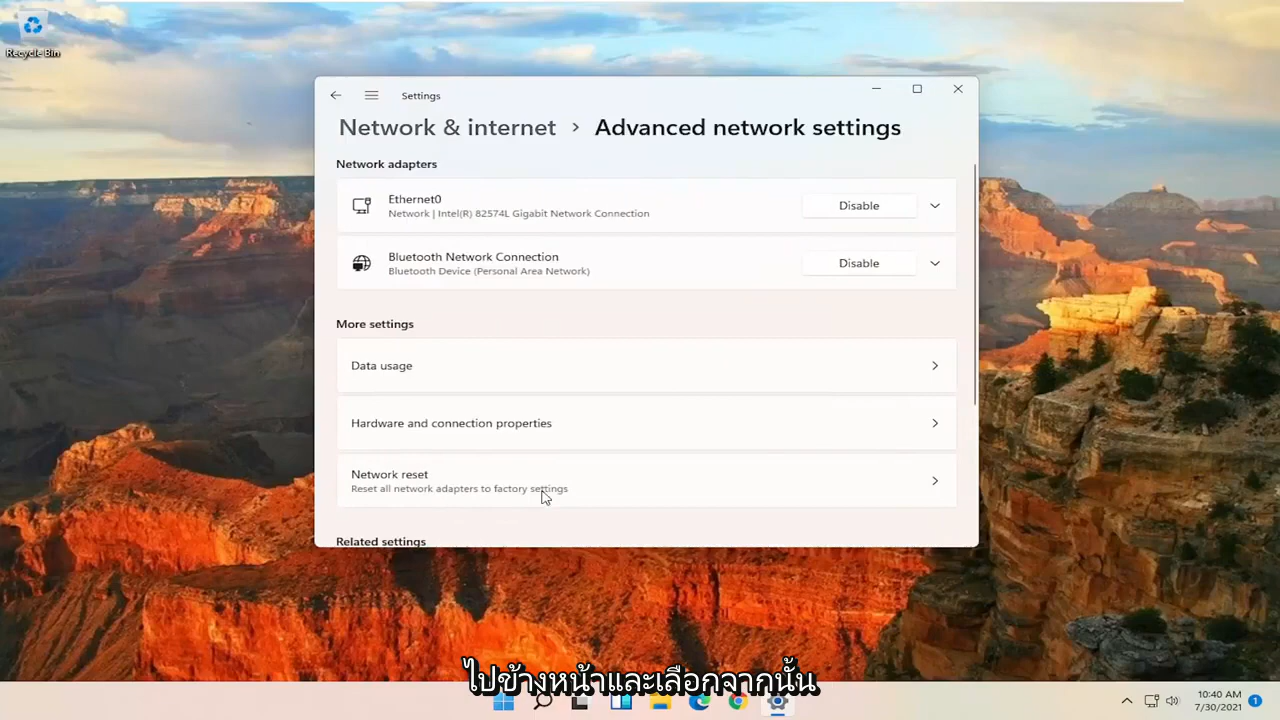 Recycle Bin
Settings
Network & internet › Advanced network settings
Network adapters
Ethernet0
Network | Intel(R) 82574L Gigabit Network Connection
Disable
Bluetooth Network Connection
Bluetooth Device (Personal Area Network)
Disable
More settings
Data usage
Hardware and connection properties
Network reset
Reset all network adapters to factory settings
Related settings
ไปข้างหน้าและเลือกจากนั้น
10:40 AM
7/30/2021
1